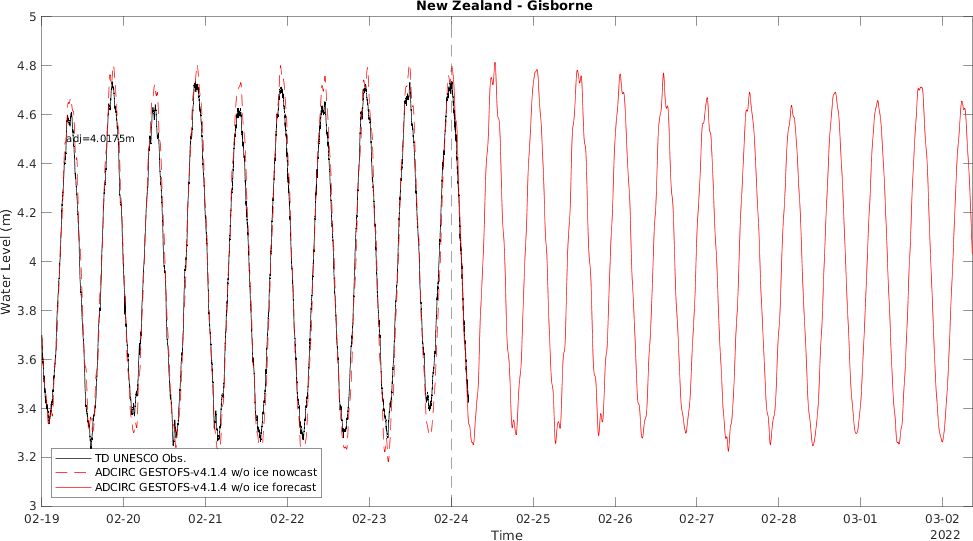 New Zealand - Gisborne
5
4.8
4.6
4.4
4.2
4
3.8
3.6
3.4
3.2
3
Water Level (m)
adj=4.0175m
TD UNESCO Obs.
ADCIRC GESTOFS-v4.1.4 w/o ice nowcast
ADCIRC GESTOFS-v4.1.4 w/o ice forecast
02-19 02-20 02-21 02-22 02-23 02-24 02-25 02-26 02-27 02-28 03-01 03-02
Time
2022